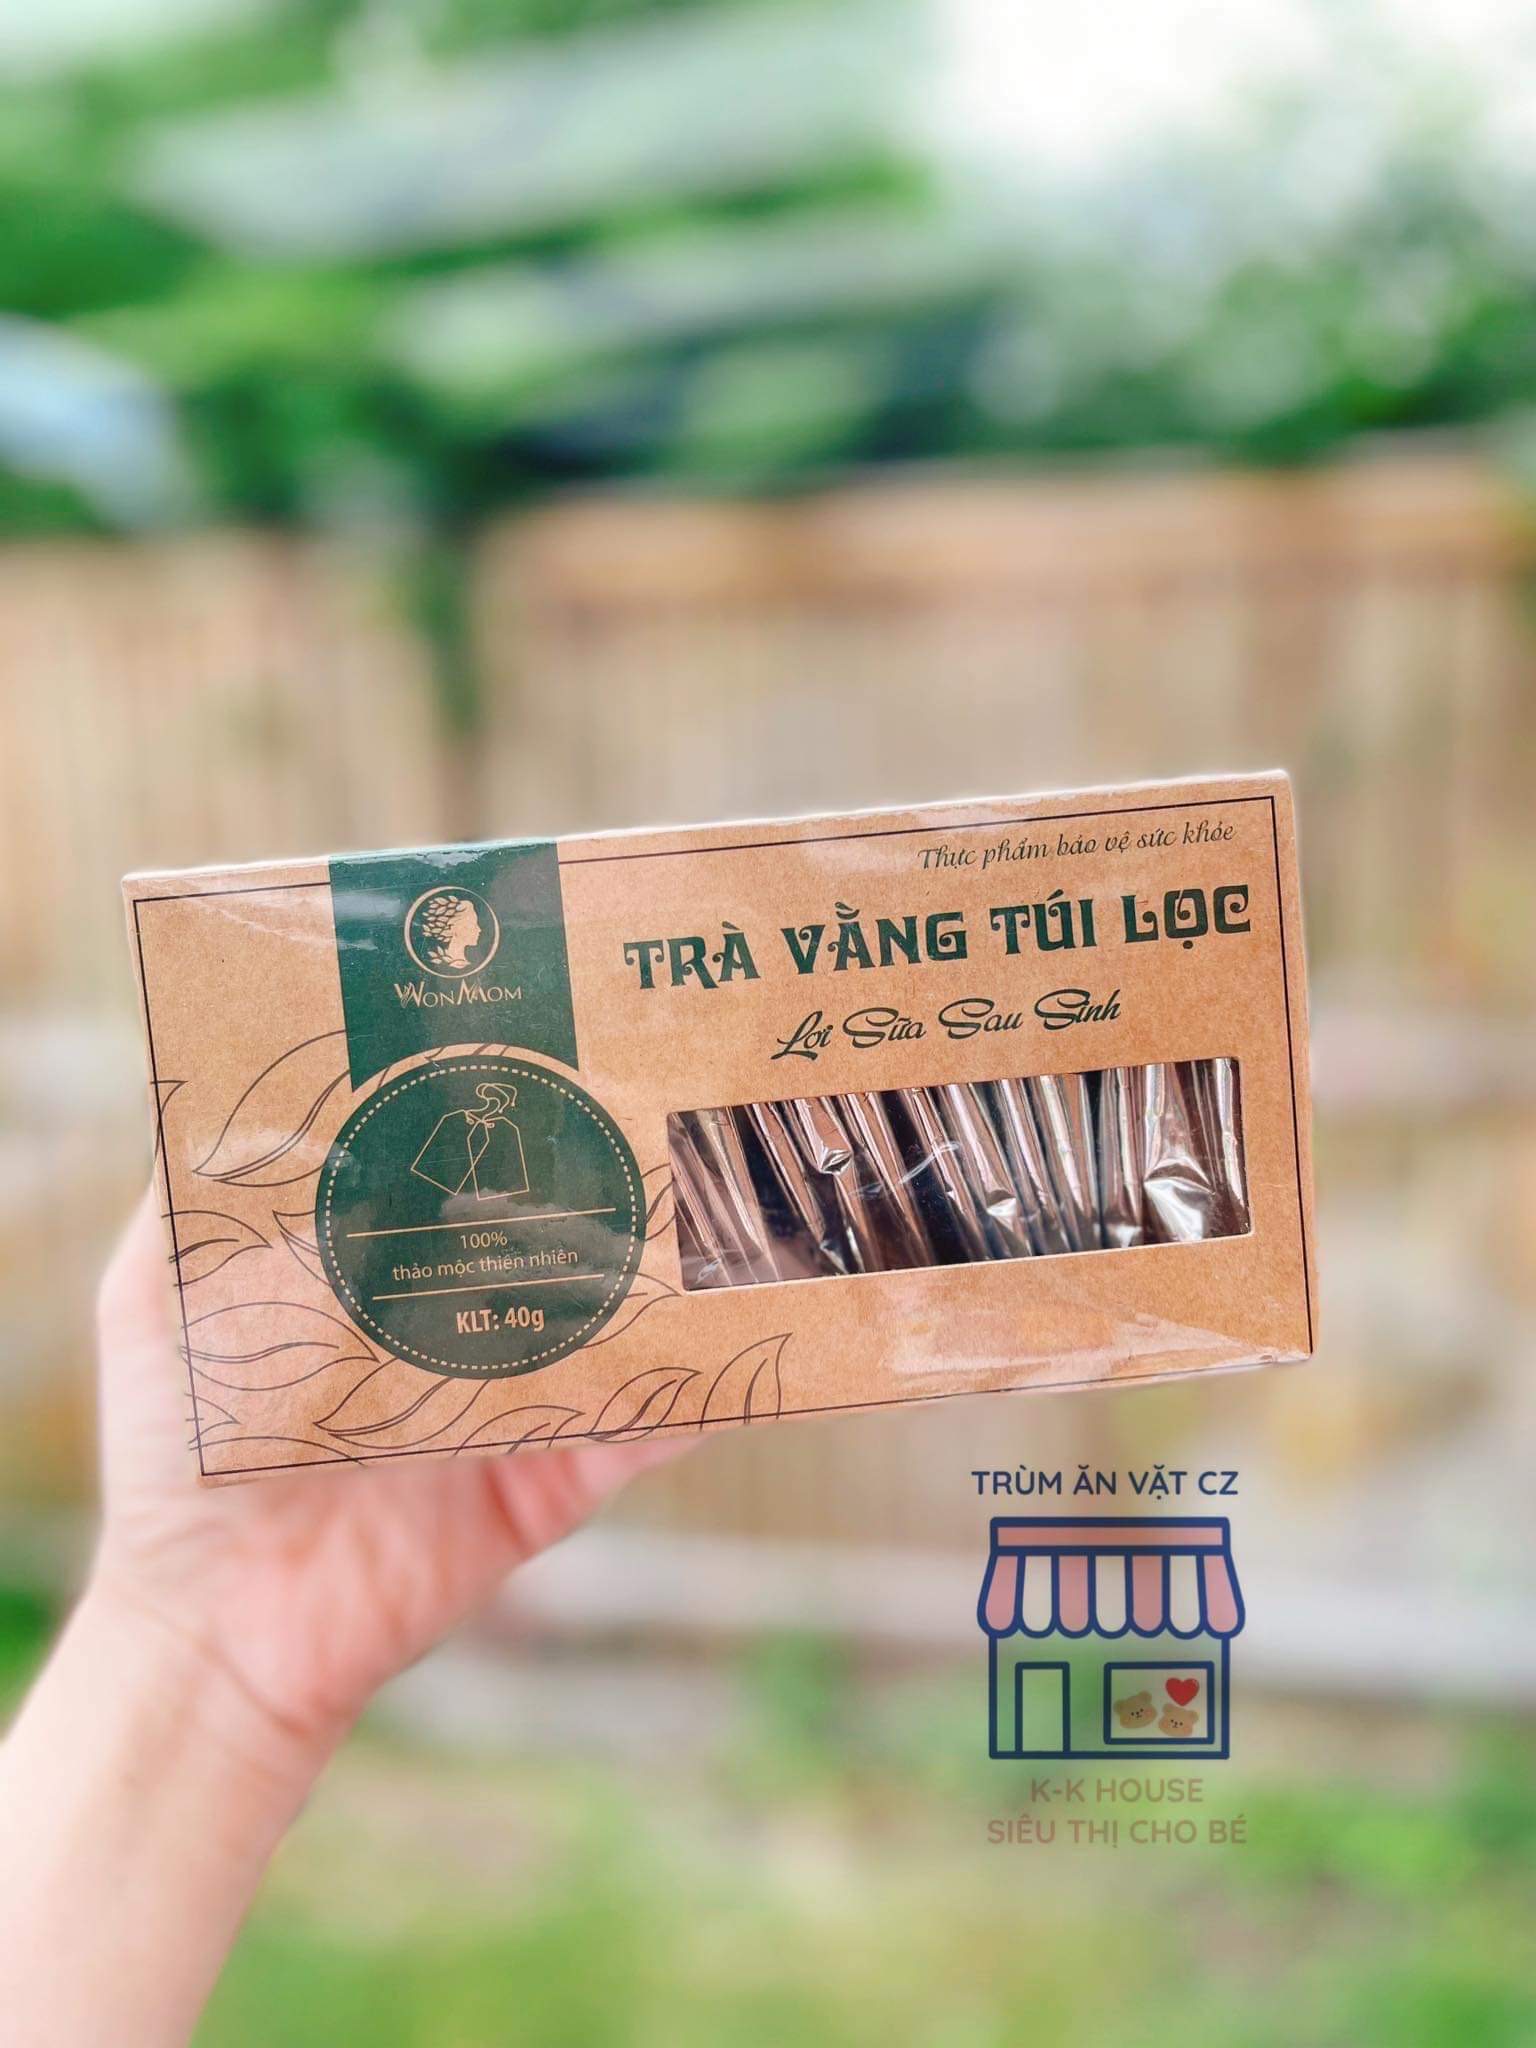 Thực phẩm bảo vệ sức khỏe
WONMOM
TRÀ VẰNG TÚI LỌC
Lợi Sữa Sau Sinh
100%
thảo mộc thiên nhiên
KLT: 40g
TRÙM ĂN VẶT CZ
K-K HOUSE
SIÊU THỊ CHO BÉ